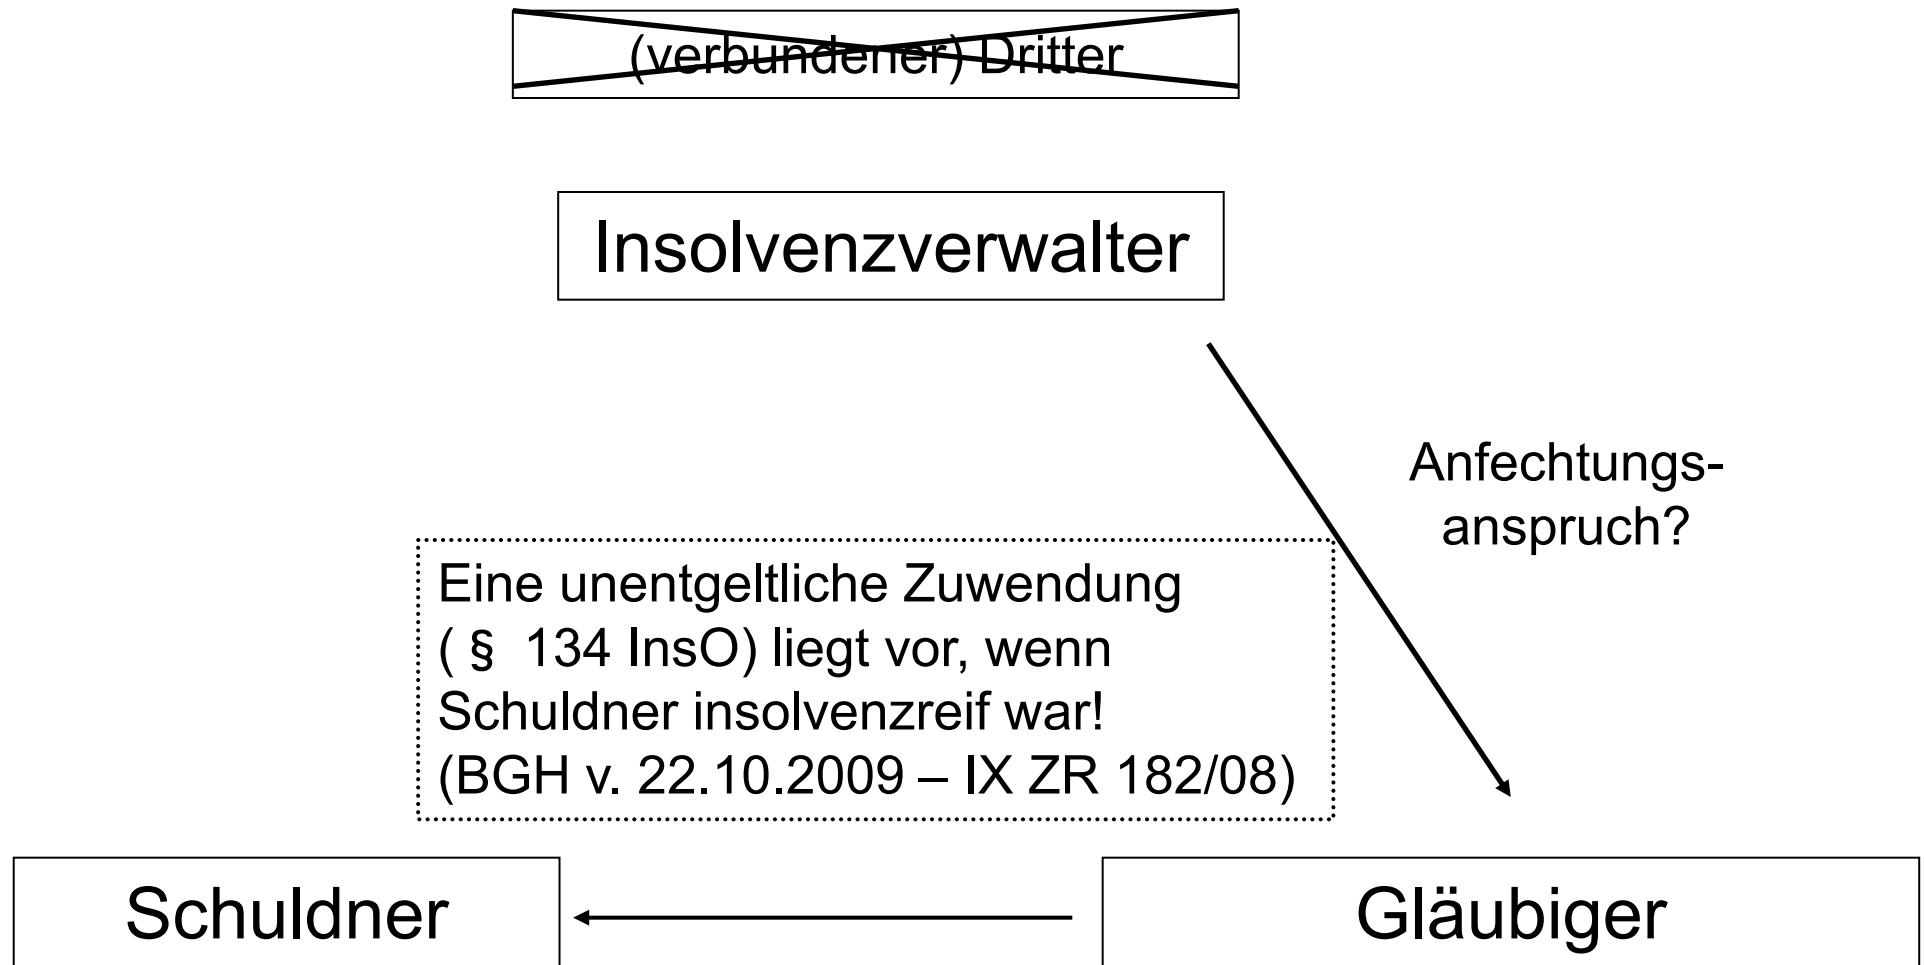 (verbundener) Dritter
Insolvenzverwalter
Anfechtungs-
anspruch?
Eine unentgeltliche Zuwendung
( § 134 InsO) liegt vor, wenn
Schuldner insolvenzreif war!
(BGH v. 22.10.2009 – IX ZR 182/08)
Schuldner
Gläubiger